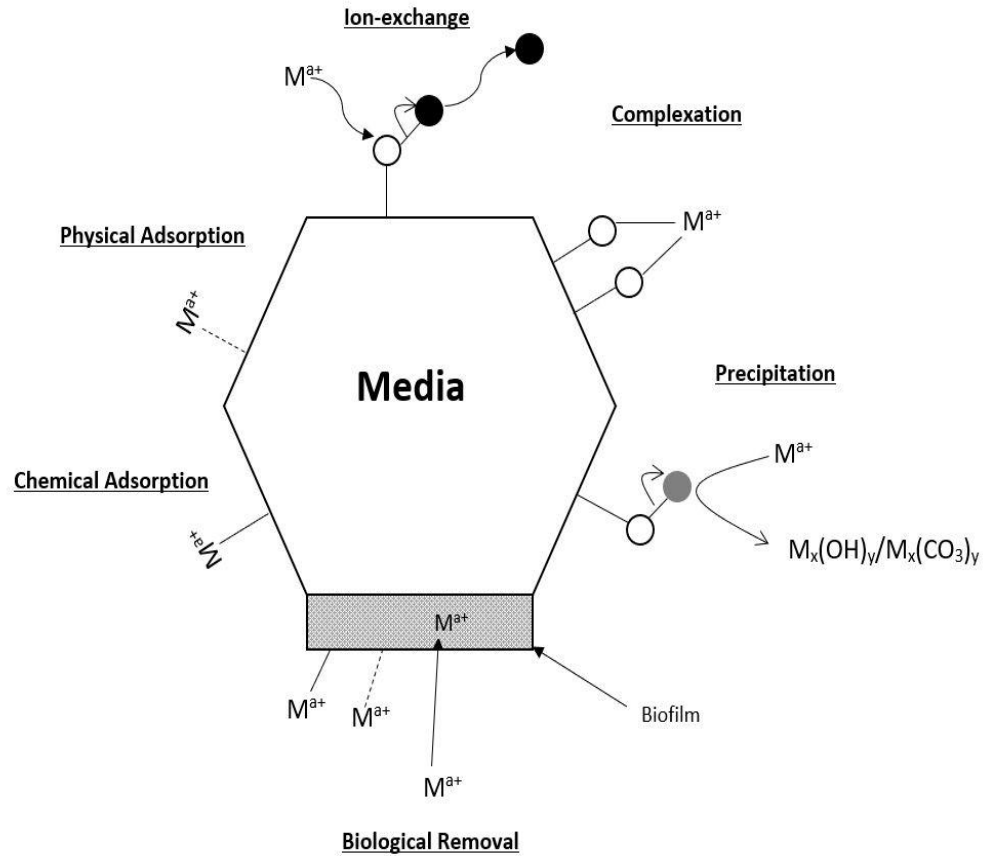 Ion-exchange
Mᵃ⁺
Complexation
Mᵃ⁺
Physical Adsorption
Mᵃ⁺
Media
Precipitation
Mᵃ⁺
Chemical Adsorption
Mᵃ⁺
Mₓ(OH)ᵧ/Mₓ(CO₃)ᵧ
Mᵃ⁺
Mᵃ⁺
Mᵃ⁺
Biofilm
Mᵃ⁺
Biological Removal